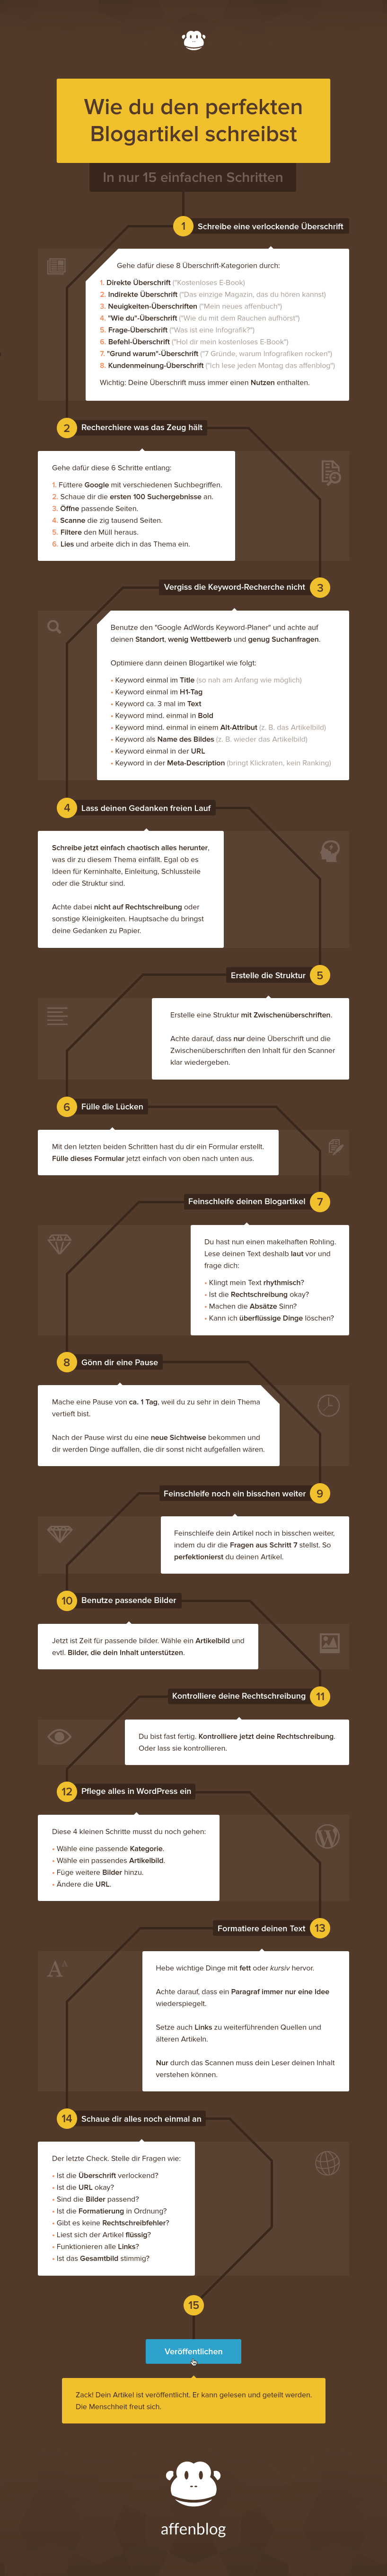 Wie du den perfekten
Blogartikel schreibst
In nur 15 einfachen Schritten
1 Schreibe eine verlockende Überschrift
Gehe dafür diese 8 Überschrift-Kategorien durch:
1. Direkte Überschrift ("Kostenloses E-Book)
2. Indirekte Überschrift ("Das einzige Magazin, das du hören kannst)
3. Neuigkeiten-Überschriften ("Mein neues affenbuch")
4. "Wie du"-Überschrift ("Wie du mit dem Rauchen aufhörst")
5. Frage-Überschrift ("Was ist eine Infografik?")
6. Befehl-Überschrift ("Hol dir mein kostenloses E-Book")
7. "Grund warum"-Überschrift ("7 Gründe, warum Infografiken rocken")
8. Kundenmeinung-Überschrift ("Ich lese jeden Montag das affenblog")
Wichtig: Deine Überschrift muss immer einen Nutzen enthalten.
2 Recherchiere was das Zeug hält
Gehe dafür diese 6 Schritte entlang:
1. Füttere Google mit verschiedenen Suchbegriffen.
2. Schaue dir die ersten 100 Suchergebnisse an.
3. Öffne passende Seiten.
4. Scanne die zig tausend Seiten.
5. Filtere den Müll heraus.
6. Lies und arbeite dich in das Thema ein.
Vergiss die Keyword-Recherche nicht 3
Benutze den "Google AdWords Keyword-Planer" und achte auf
deinen Standort, wenig Wettbewerb und genug Suchanfragen.
Optimiere dann deinen Blogartikel wie folgt:
- Keyword einmal im Title (so nah am Anfang wie möglich)
- Keyword einmal im H1-Tag
- Keyword ca. 3 mal im Text
- Keyword mind. einmal in Bold
- Keyword mind. einmal in einem Alt-Attribut (z. B. das Artikelbild)
- Keyword als Name des Bildes (z. B. wieder das Artikelbild)
- Keyword einmal in der URL
- Keyword in der Meta-Description (bringt Klickraten, kein Ranking)
4 Lass deinen Gedanken freien Lauf
Schreibe jetzt einfach chaotisch alles herunter,
was dir zu diesem Thema einfällt. Egal ob es
Ideen für Kerninhalte, Einleitung, Schlussteile
oder die Struktur sind.
Achte dabei nicht auf Rechtschreibung oder
sonstige Kleinigkeiten. Hauptsache du bringst
deine Gedanken zu Papier.
Erstelle die Struktur 5
Erstelle eine Struktur mit Zwischenüberschriften.
Achte darauf, dass nur deine Überschrift und die
Zwischenüberschriften den Inhalt für den Scanner
klar wiedergeben.
6 Fülle die Lücken
Mit den letzten beiden Schritten hast du dir ein Formular erstellt.
Fülle dieses Formular jetzt einfach von oben nach unten aus.
Feinschleife deinen Blogartikel 7
Du hast nun einen makelhaften Rohling.
Lese deinen Text deshalb laut vor und
frage dich:
- Klingt mein Text rhythmisch?
- Ist die Rechtschreibung okay?
- Machen die Absätze Sinn?
- Kann ich überflüssige Dinge löschen?
8 Gönn dir eine Pause
Mache eine Pause von ca. 1 Tag, weil du zu sehr in dein Thema
vertieft bist.
Nach der Pause wirst du eine neue Sichtweise bekommen und
dir werden Dinge auffallen, die dir sonst nicht aufgefallen wären.
Feinschleife noch ein bisschen weiter 9
Feinschleife dein Artikel noch in bisschen weiter,
indem du dir die Fragen aus Schritt 7 stellst. So
perfektionierst du deinen Artikel.
10 Benutze passende Bilder
Jetzt ist Zeit für passende bilder. Wähle ein Artikelbild und
evtl. Bilder, die dein Inhalt unterstützen.
Kontrolliere deine Rechtschreibung 11
Du bist fast fertig. Kontrolliere jetzt deine Rechtschreibung.
Oder lass sie kontrollieren.
12 Pflege alles in WordPress ein
Diese 4 kleinen Schritte musst du noch gehen:
- Wähle eine passende Kategorie.
- Wähle ein passendes Artikelbild.
- Füge weitere Bilder hinzu.
- Ändere die URL.
Formatiere deinen Text 13
Hebe wichtige Dinge mit fett oder kursiv hervor.
Achte darauf, dass ein Paragraf immer nur eine Idee
wiederspiegelt.
Setze auch Links zu weiterführenden Quellen und
älteren Artikeln.
Nur durch das Scannen muss dein Leser deinen Inhalt
verstehen können.
14 Schaue dir alles noch einmal an
Der letzte Check. Stelle dir Fragen wie:
- Ist die Überschrift verlockend?
- Ist die URL okay?
- Sind die Bilder passend?
- Ist die Formatierung in Ordnung?
- Gibt es keine Rechtschreibfehler?
- Liest sich der Artikel flüssig?
- Funktionieren alle Links?
- Ist das Gesamtbild stimmig?
15
Veröffentlichen
Zack! Dein Artikel ist veröffentlicht. Er kann gelesen und geteilt werden.
Die Menschheit freut sich.
affenblog